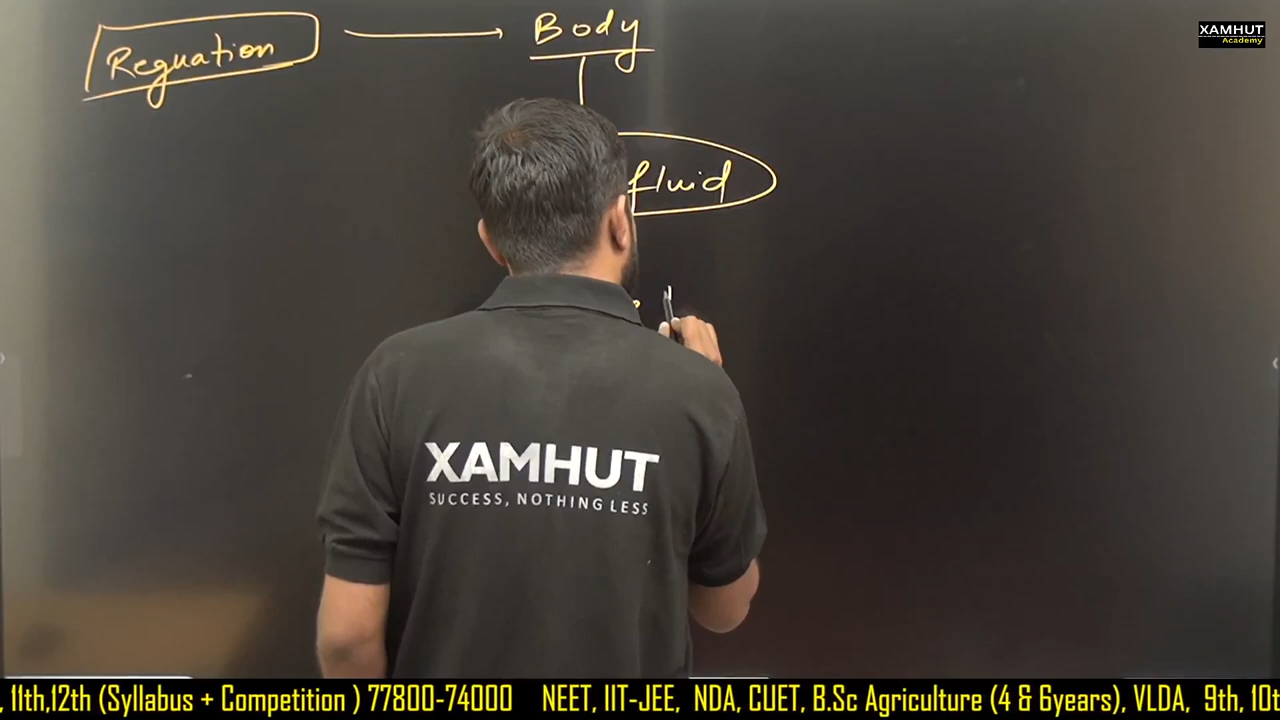 Reguation
Body
fluid
XAMHUT
Academy
XAMHUT
SUCCESS, NOTHING LESS
, 11th,12th (Syllabus + Competition ) 77800-74000 NEET, IIT-JEE, NDA, CUET, B.Sc Agriculture (4 & 6years), VLDA, 9th, 10t